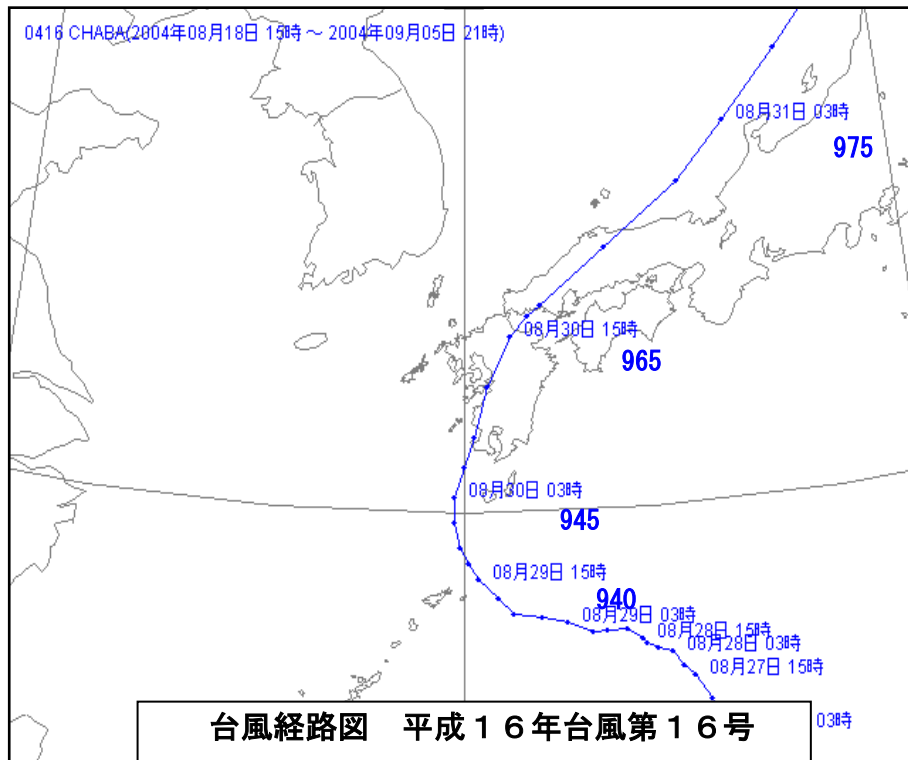 0416 CHABA(2004年08月18日 15時 ～ 2004年09月05日 21時)
08月31日 03時
975
08月30日 15時
965
08月30日 03時
945
08月29日 15時
940
08月29日 03時
08月28日 15時
08月28日 03時
08月27日 15時
03時
台風経路図　平成１６年台風第１６号